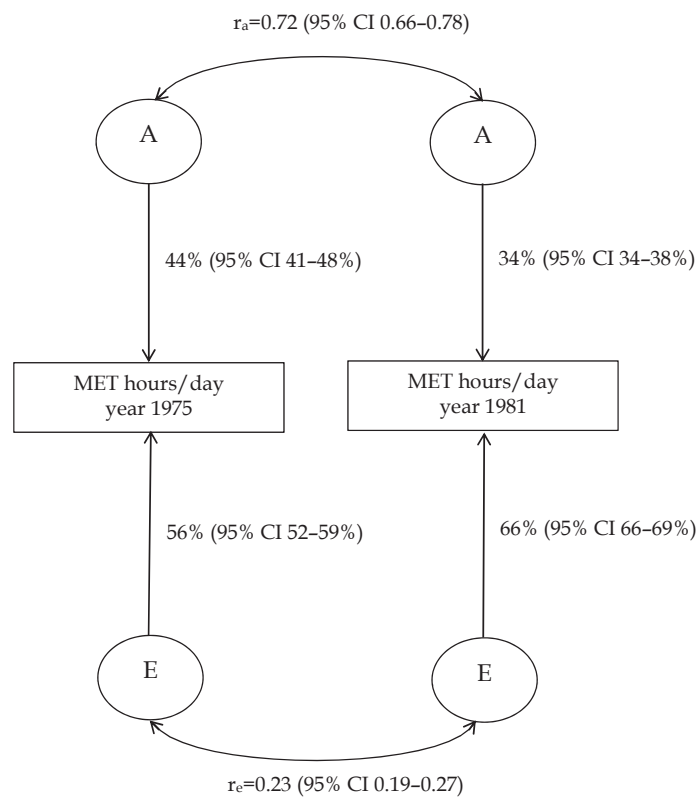 rₐ=0.72 (95% CI 0.66–0.78)
A
A
44% (95% CI 41–48%)
34% (95% CI 34–38%)
MET hours/day
year 1975
MET hours/day
year 1981
56% (95% CI 52–59%)
66% (95% CI 66–69%)
E
E
rₑ=0.23 (95% CI 0.19–0.27)